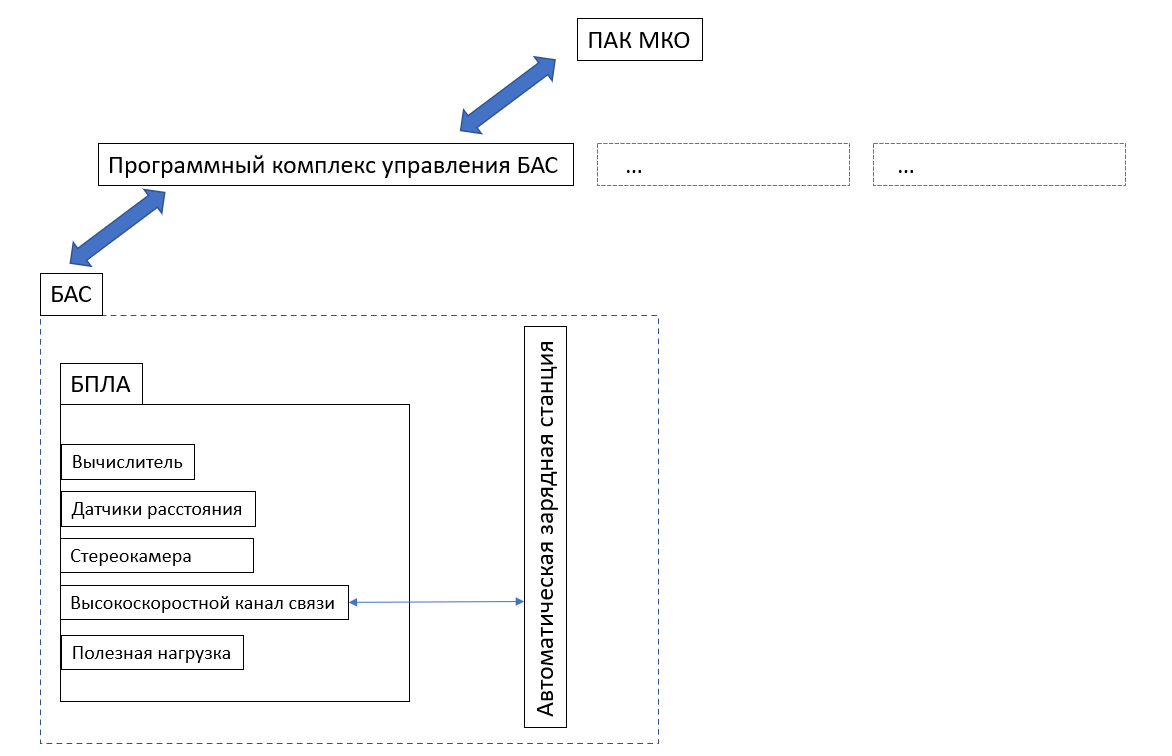 ПАК МКО
Программный комплекс управления БАС
...
...
БАС
БПЛА
Вычислитель
Датчики расстояния
Стереокамера
Высокоскоростной канал связи
Полезная нагрузка
Автоматическая зарядная станция